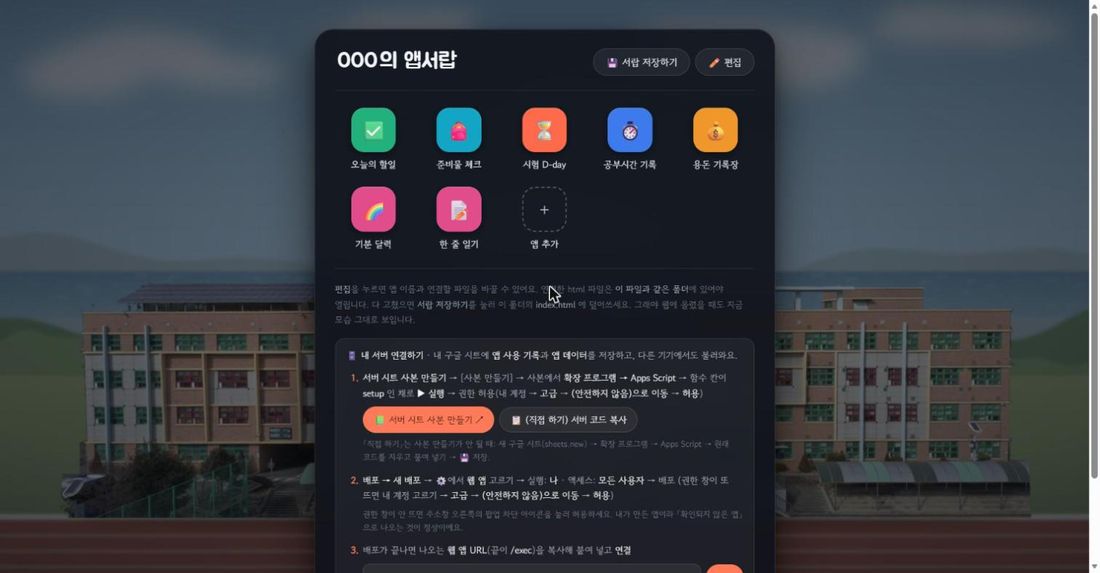 OOO의 앱서랍
💾 서랍 저장하기
✏️ 편집
오늘의 할일
준비물 체크
시험 D-day
공부시간 기록
용돈 기록장
기분 달력
한 줄 일기
+
앱 추가
편집을 누르면 앱 이름과 연결할 파일을 바꿀 수 있어요. html 파일은 이 파일과 같은 폴더에 있어야
열립니다. 다 고쳤으면 서랍 저장하기를 눌러 이 폴더의 index.html 에 덮어쓰세요. 그래야 웹에 올렸을 때도 지금
모습 그대로 보입니다.
내 서버 연결하기 · 내 구글 시트에 앱 사용 기록과 앱 데이터를 저장하고, 다른 기기에서도 불러와요.
1. 서버 시트 사본 만들기 → [사본 만들기] → 사본에서 확장 프로그램 → Apps Script → 함수 칸이
setup 인 채로 ▶ 실행 → 권한 허용(내 계정 → 고급 → (안전하지 않음)으로 이동 → 허용)
📗 서버 시트 사본 만들기 ↗
📋 (직접 하기) 서버 코드 복사
「직접 하기」는 사본 만들기가 안 될 때: 새 구글 시트(sheets.new) → 확장 프로그램 → Apps Script → 원래
코드를 지우고 붙여 넣기 → 💾 저장.
2. 배포 → 새 배포 → ⚙️에서 웹 앱 고르기 → 실행: 나 · 액세스: 모든 사용자 → 배포 (권한 창이 또
뜨면 내 계정 고르기 → 고급 → (안전하지 않음)으로 이동 → 허용)
권한 창이 안 뜨면 주소창 오른쪽의 팝업 차단 아이콘을 눌러 허용하세요. 내가 만든 앱이라 「확인되지 않은 앱」
으로 나오는 것이 정상이에요.
3. 배포가 끝나면 나오는 웹 앱 URL(끝이 /exec)을 복사해 붙여 넣고 연결